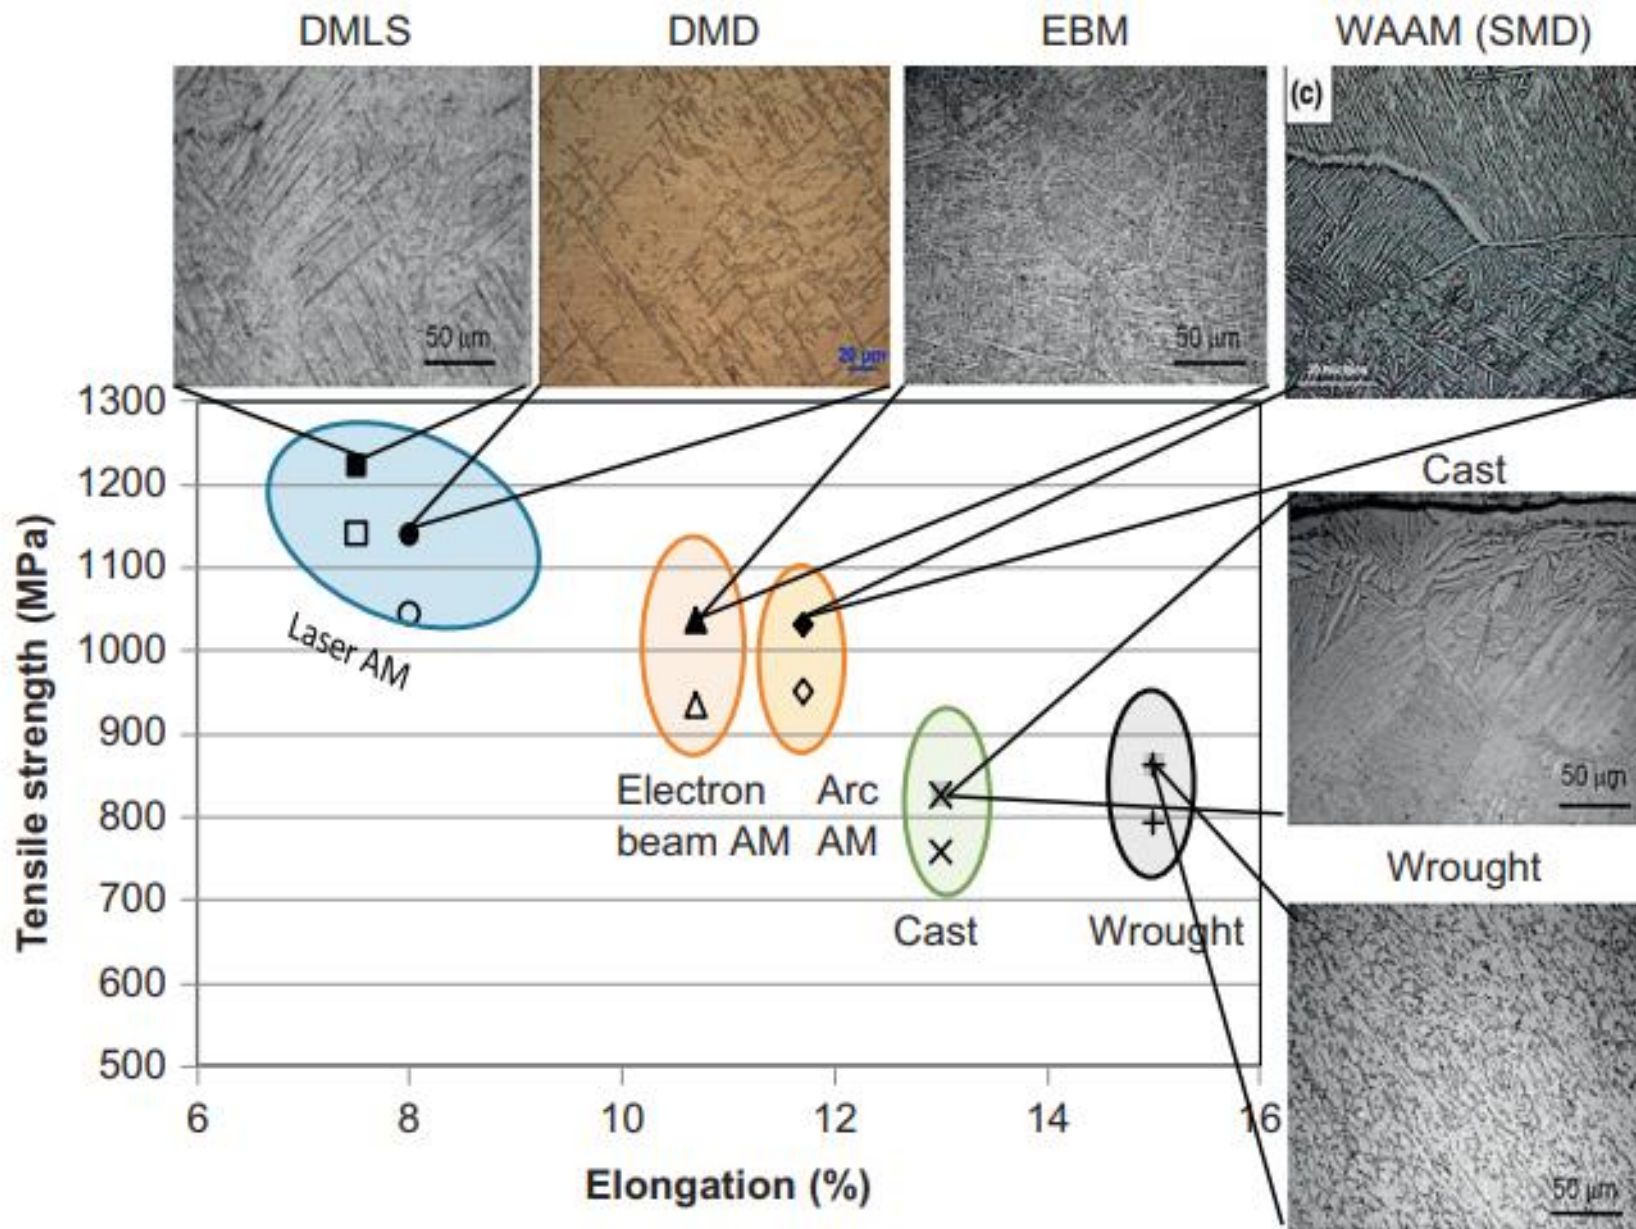 DMLS
DMD
EBM
WAAM (SMD)
(c)
50 µm
20 µm
50 µm
Cast
50 µm
Wrought
50 µm
Tensile strength (MPa)
1300
1200
1100
1000
900
800
700
600
500
Laser AM
Electron
beam AM
Arc
AM
Cast
Wrought
6
8
10
12
14
16
Elongation (%)